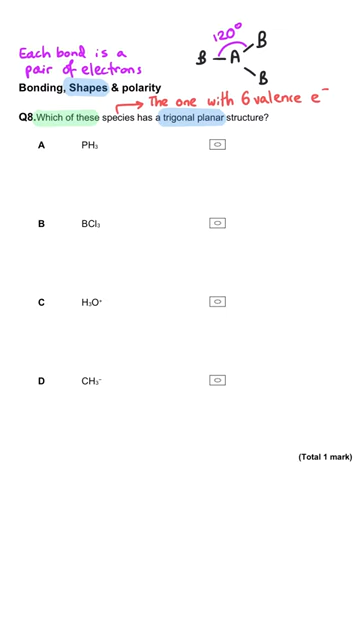 120°
Each bond is a
pair of electrons
B — A B
B
Bonding, Shapes & polarity
The one with 6 valence e⁻
Q8. Which of these species has a trigonal planar structure?
A PH₃
B BCl₃
C H₃O⁺
D CH₃⁻
(Total 1 mark)